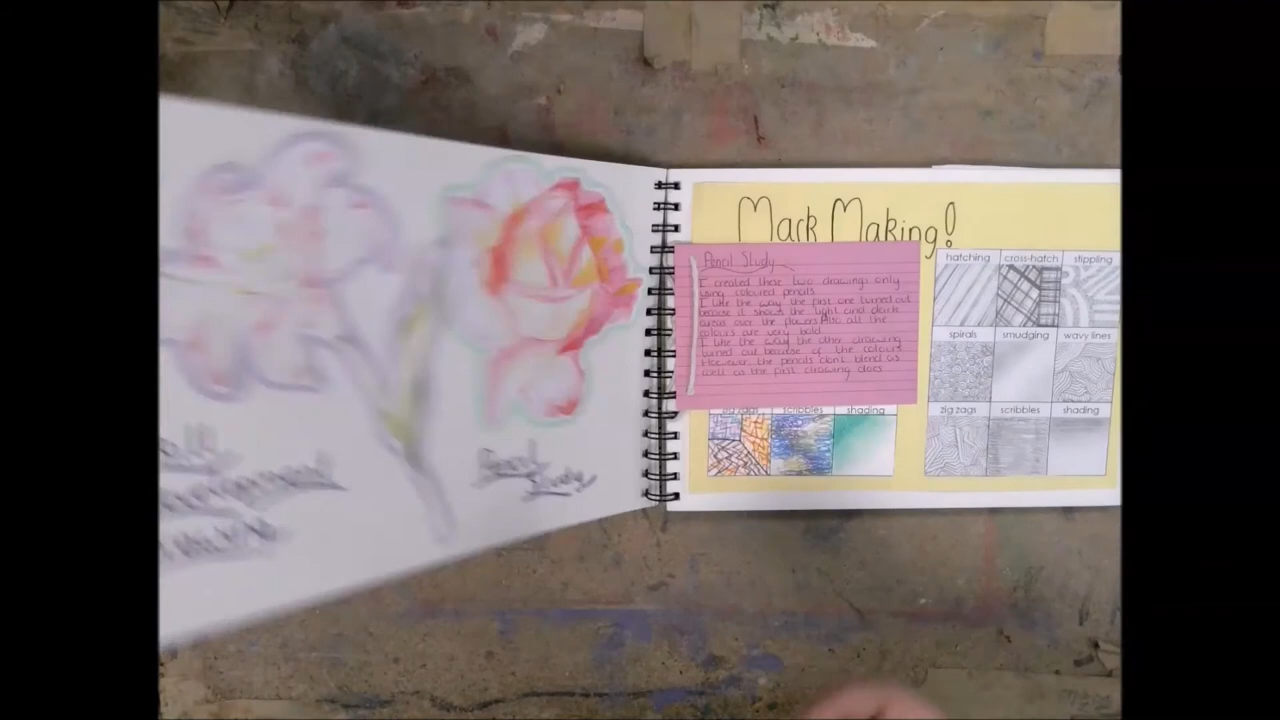 Mark Making!
Pencil Study
I created these two drawings only
using coloured pencils.
I like the way the first one turned out
because it shows the light and dark
areas over the flowers. Also all the
colours are very bold
I like the way the other drawing
turned out because of the colours
However, the pencils don't blend as
well as the first drawing does
zig zags scribbles shading
hatching cross-hatch stippling
spirals smudging wavy lines
zig zags scribbles shading
Study